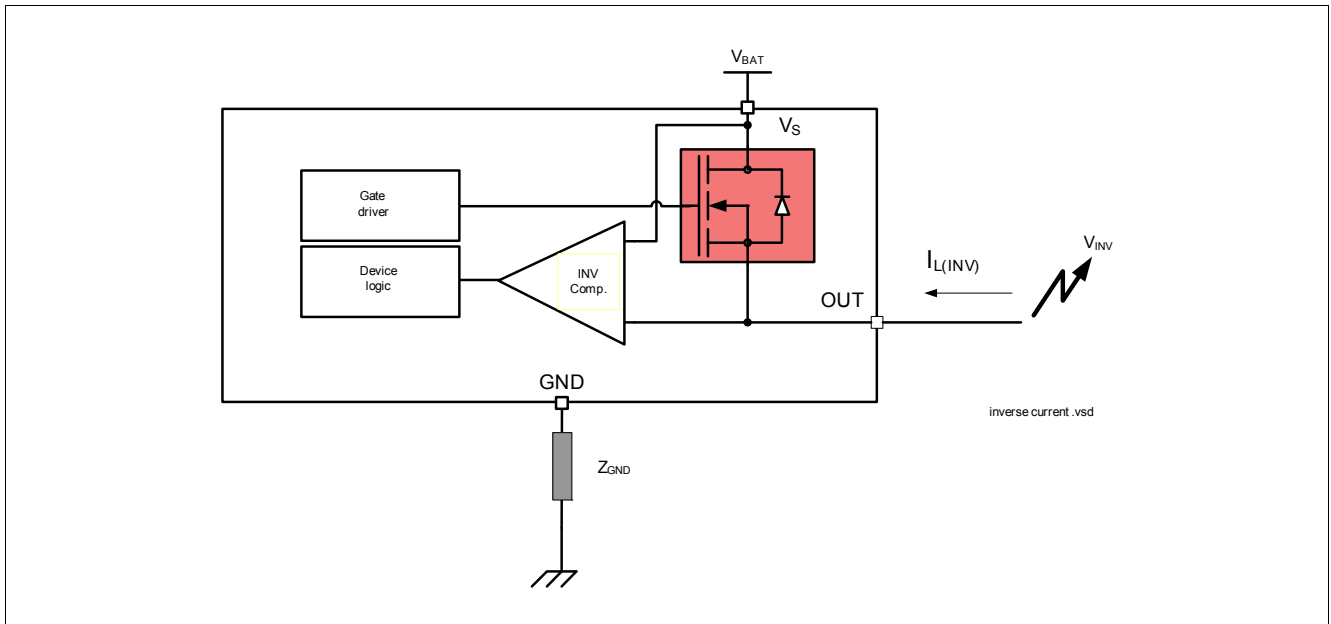 VBAT
VS
Gate
driver
Device
logic
INV
Comp.
IL(INV)
VINV
OUT
GND
inverse current .vsd
ZGND